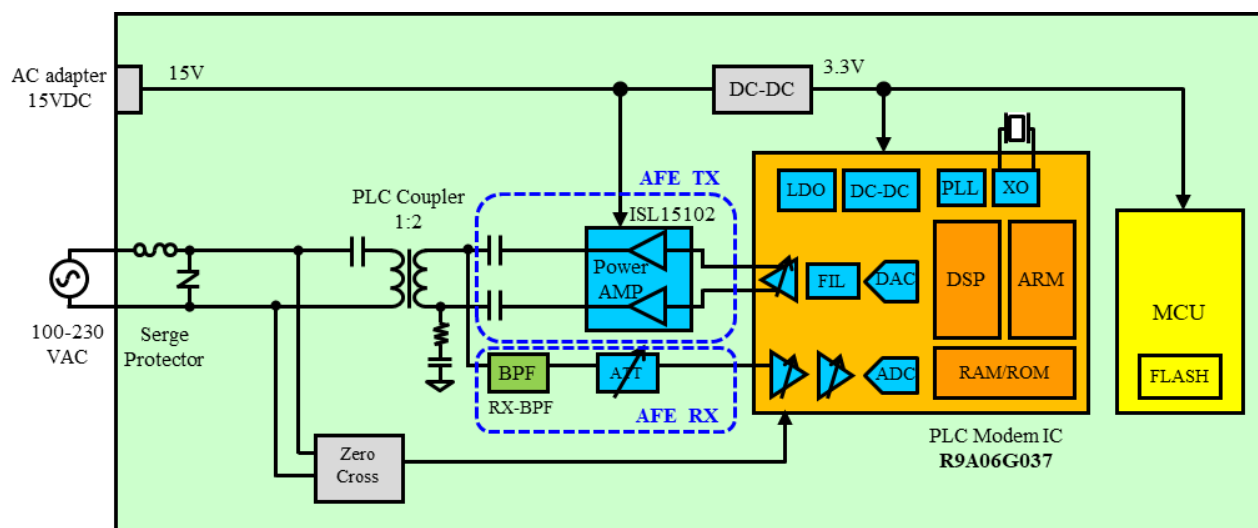 AC adapter
15VDC
15V
DC-DC
3.3V
AFE TX
PLC Coupler
1:2
ISL15102
Power
AMP
LDO
DC-DC
PLL
XO
FIL
DAC
DSP
ARM
MCU
FLASH
100-230
VAC
Serge
Protector
BPF
RX-BPF
ATT
AFE RX
ADC
RAM/ROM
PLC Modem IC
R9A06G037
Zero
Cross